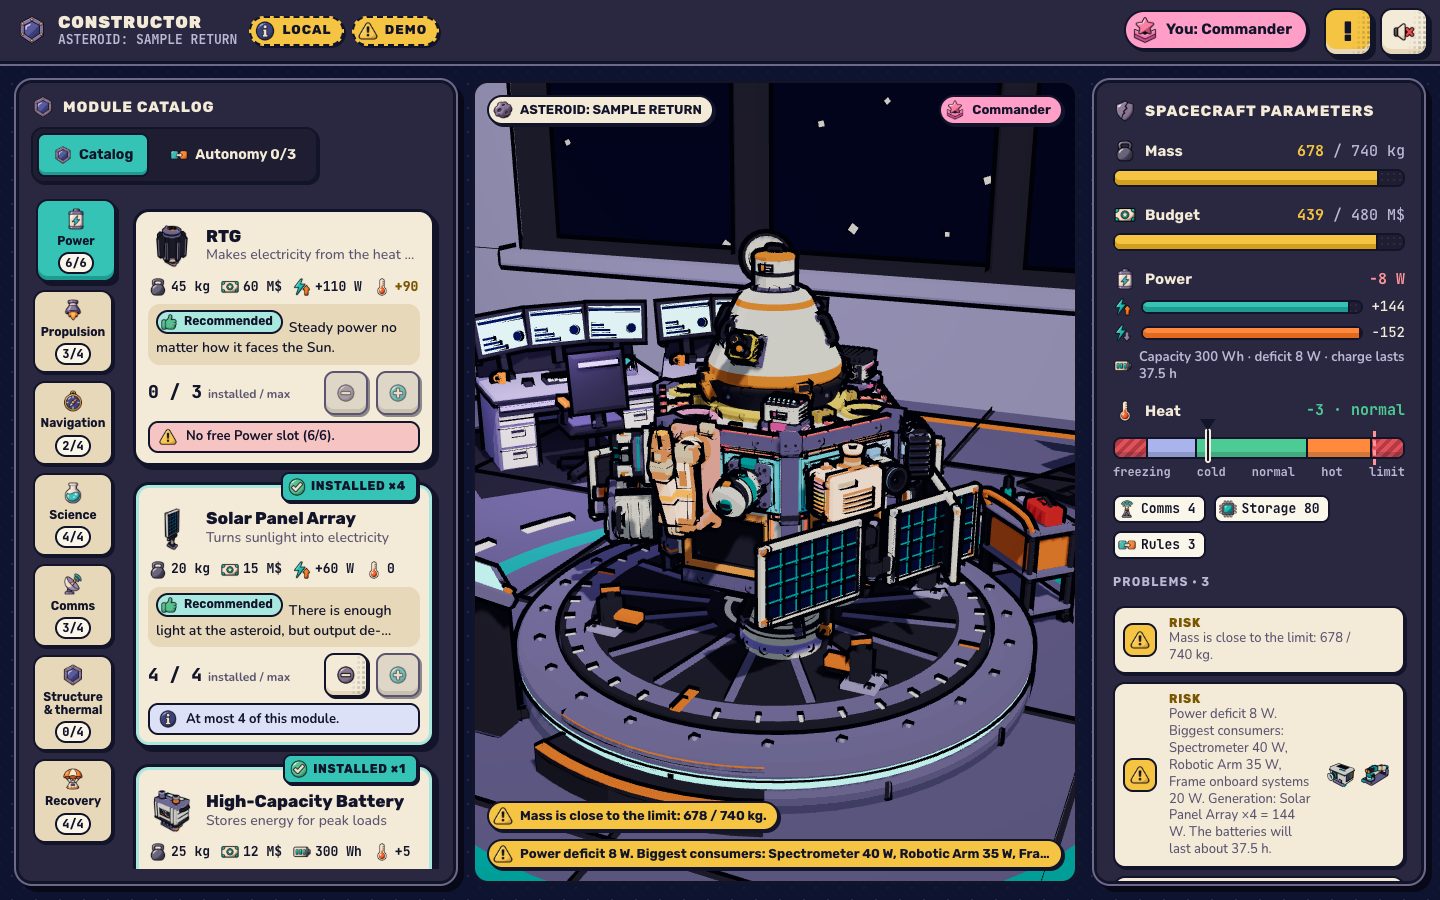 CONSTRUCTOR
ASTEROID: SAMPLE RETURN
LOCAL
DEMO
You: Commander
MODULE CATALOG
Catalog
Autonomy 0/3
Power
6/6
Propulsion
3/4
Navigation
2/4
Science
4/4
Comms
3/4
Structure
& thermal
0/4
Recovery
4/4
RTG
Makes electricity from the heat ...
45 kg
60 M$
+110 W
+90
Recommended
Steady power no
matter how it faces the Sun.
0 / 3 installed / max
No free Power slot (6/6).
INSTALLED ×4
Solar Panel Array
Turns sunlight into electricity
20 kg
15 M$
+60 W
0
Recommended
There is enough
light at the asteroid, but output de-...
4 / 4 installed / max
At most 4 of this module.
INSTALLED ×1
High-Capacity Battery
Stores energy for peak loads
25 kg
12 M$
300 Wh
+5
ASTEROID: SAMPLE RETURN
Commander
Mass is close to the limit: 678 / 740 kg.
Power deficit 8 W. Biggest consumers: Spectrometer 40 W, Robotic Arm 35 W, Fra...
SPACECRAFT PARAMETERS
Mass
678 / 740 kg
Budget
439 / 480 M$
Power
-8 W
+144
-152
Capacity 300 Wh · deficit 8 W · charge lasts
37.5 h
Heat
-3 · normal
freezing
cold
normal
hot
limit
Comms 4
Storage 80
Rules 3
PROBLEMS · 3
RISK
Mass is close to the limit: 678 /
740 kg.
RISK
Power deficit 8 W.
Biggest consumers:
Spectrometer 40 W,
Robotic Arm 35 W,
Frame onboard systems
20 W. Generation: Solar
Panel Array ×4 = 144
W. The batteries will
last about 37.5 h.